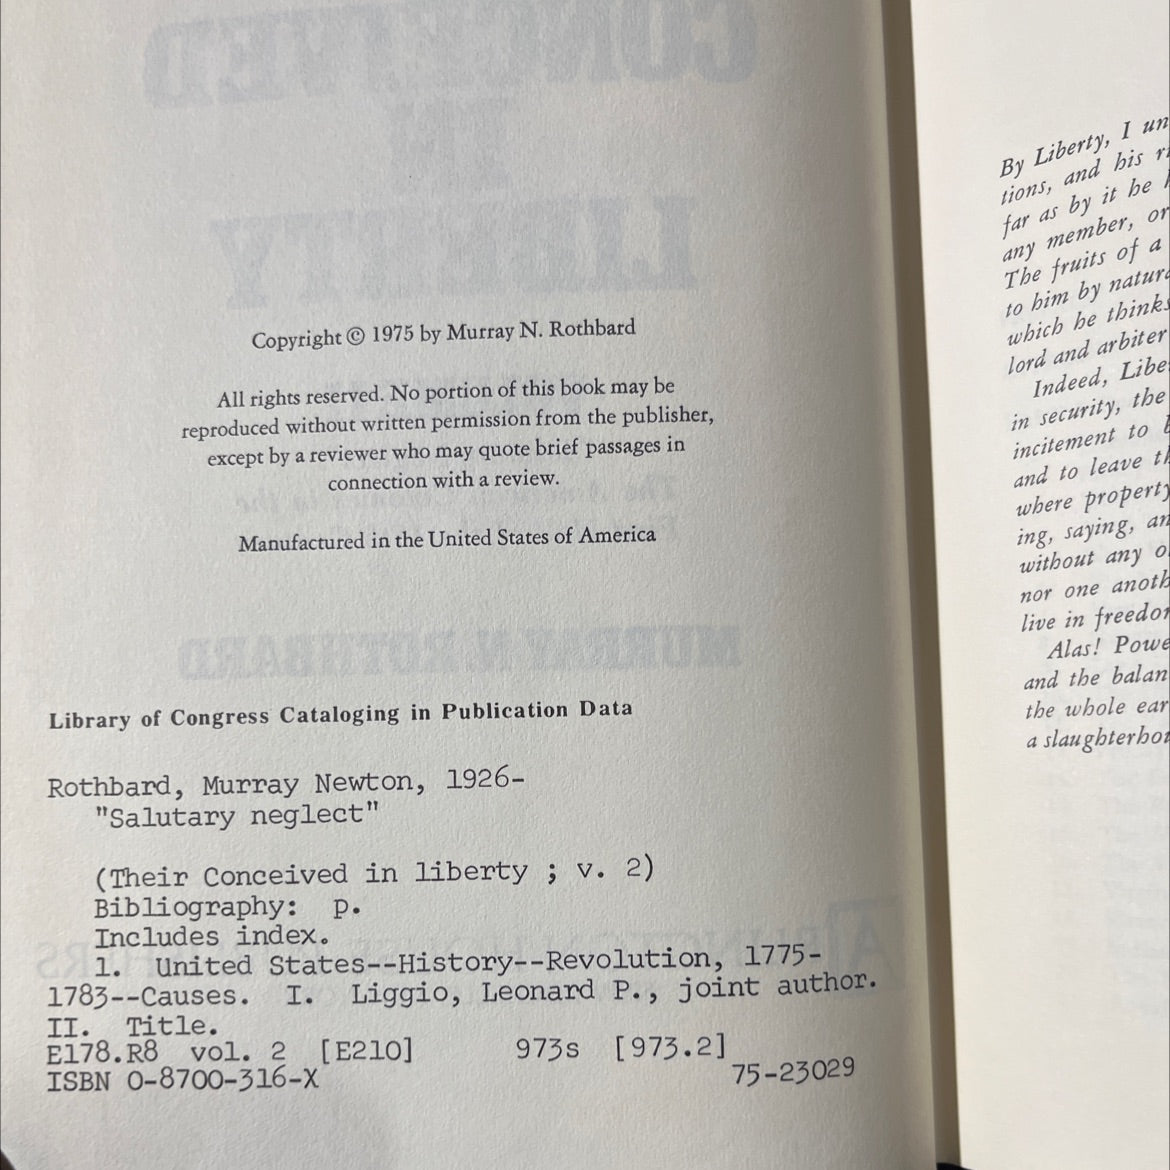 Copyright © 1975 by Murray N. Rothbard
All rights reserved. No portion of this book may be
reproduced without written permission from the publisher,
except by a reviewer who may quote brief passages in
connection with a review.
Manufactured in the United States of America
Library of Congress Cataloging in Publication Data
Rothbard, Murray Newton, 1926-
"Salutary neglect"
(Their Conceived in liberty ; v. 2)
Bibliography: p.
Includes index.
1. United States--History--Revolution, 1775-
1783--Causes. I. Liggio, Leonard P., joint author.
II. Title.
E178.R8 vol. 2 [E210] 973s [973.2]
ISBN 0-8700-316-X 75-23029
By Liberty, I un
tions, and his
far as by it he
any member, or
The fruits of a
to him by natur
which he thinks
lord and arbiter
Indeed, Libe
in security, the
incitement to
and to leave
where property
ing, saying, an
without any
nor one anoth
live in freedo
Alas! Powe
and the balan
the whole ear
a slaughterho